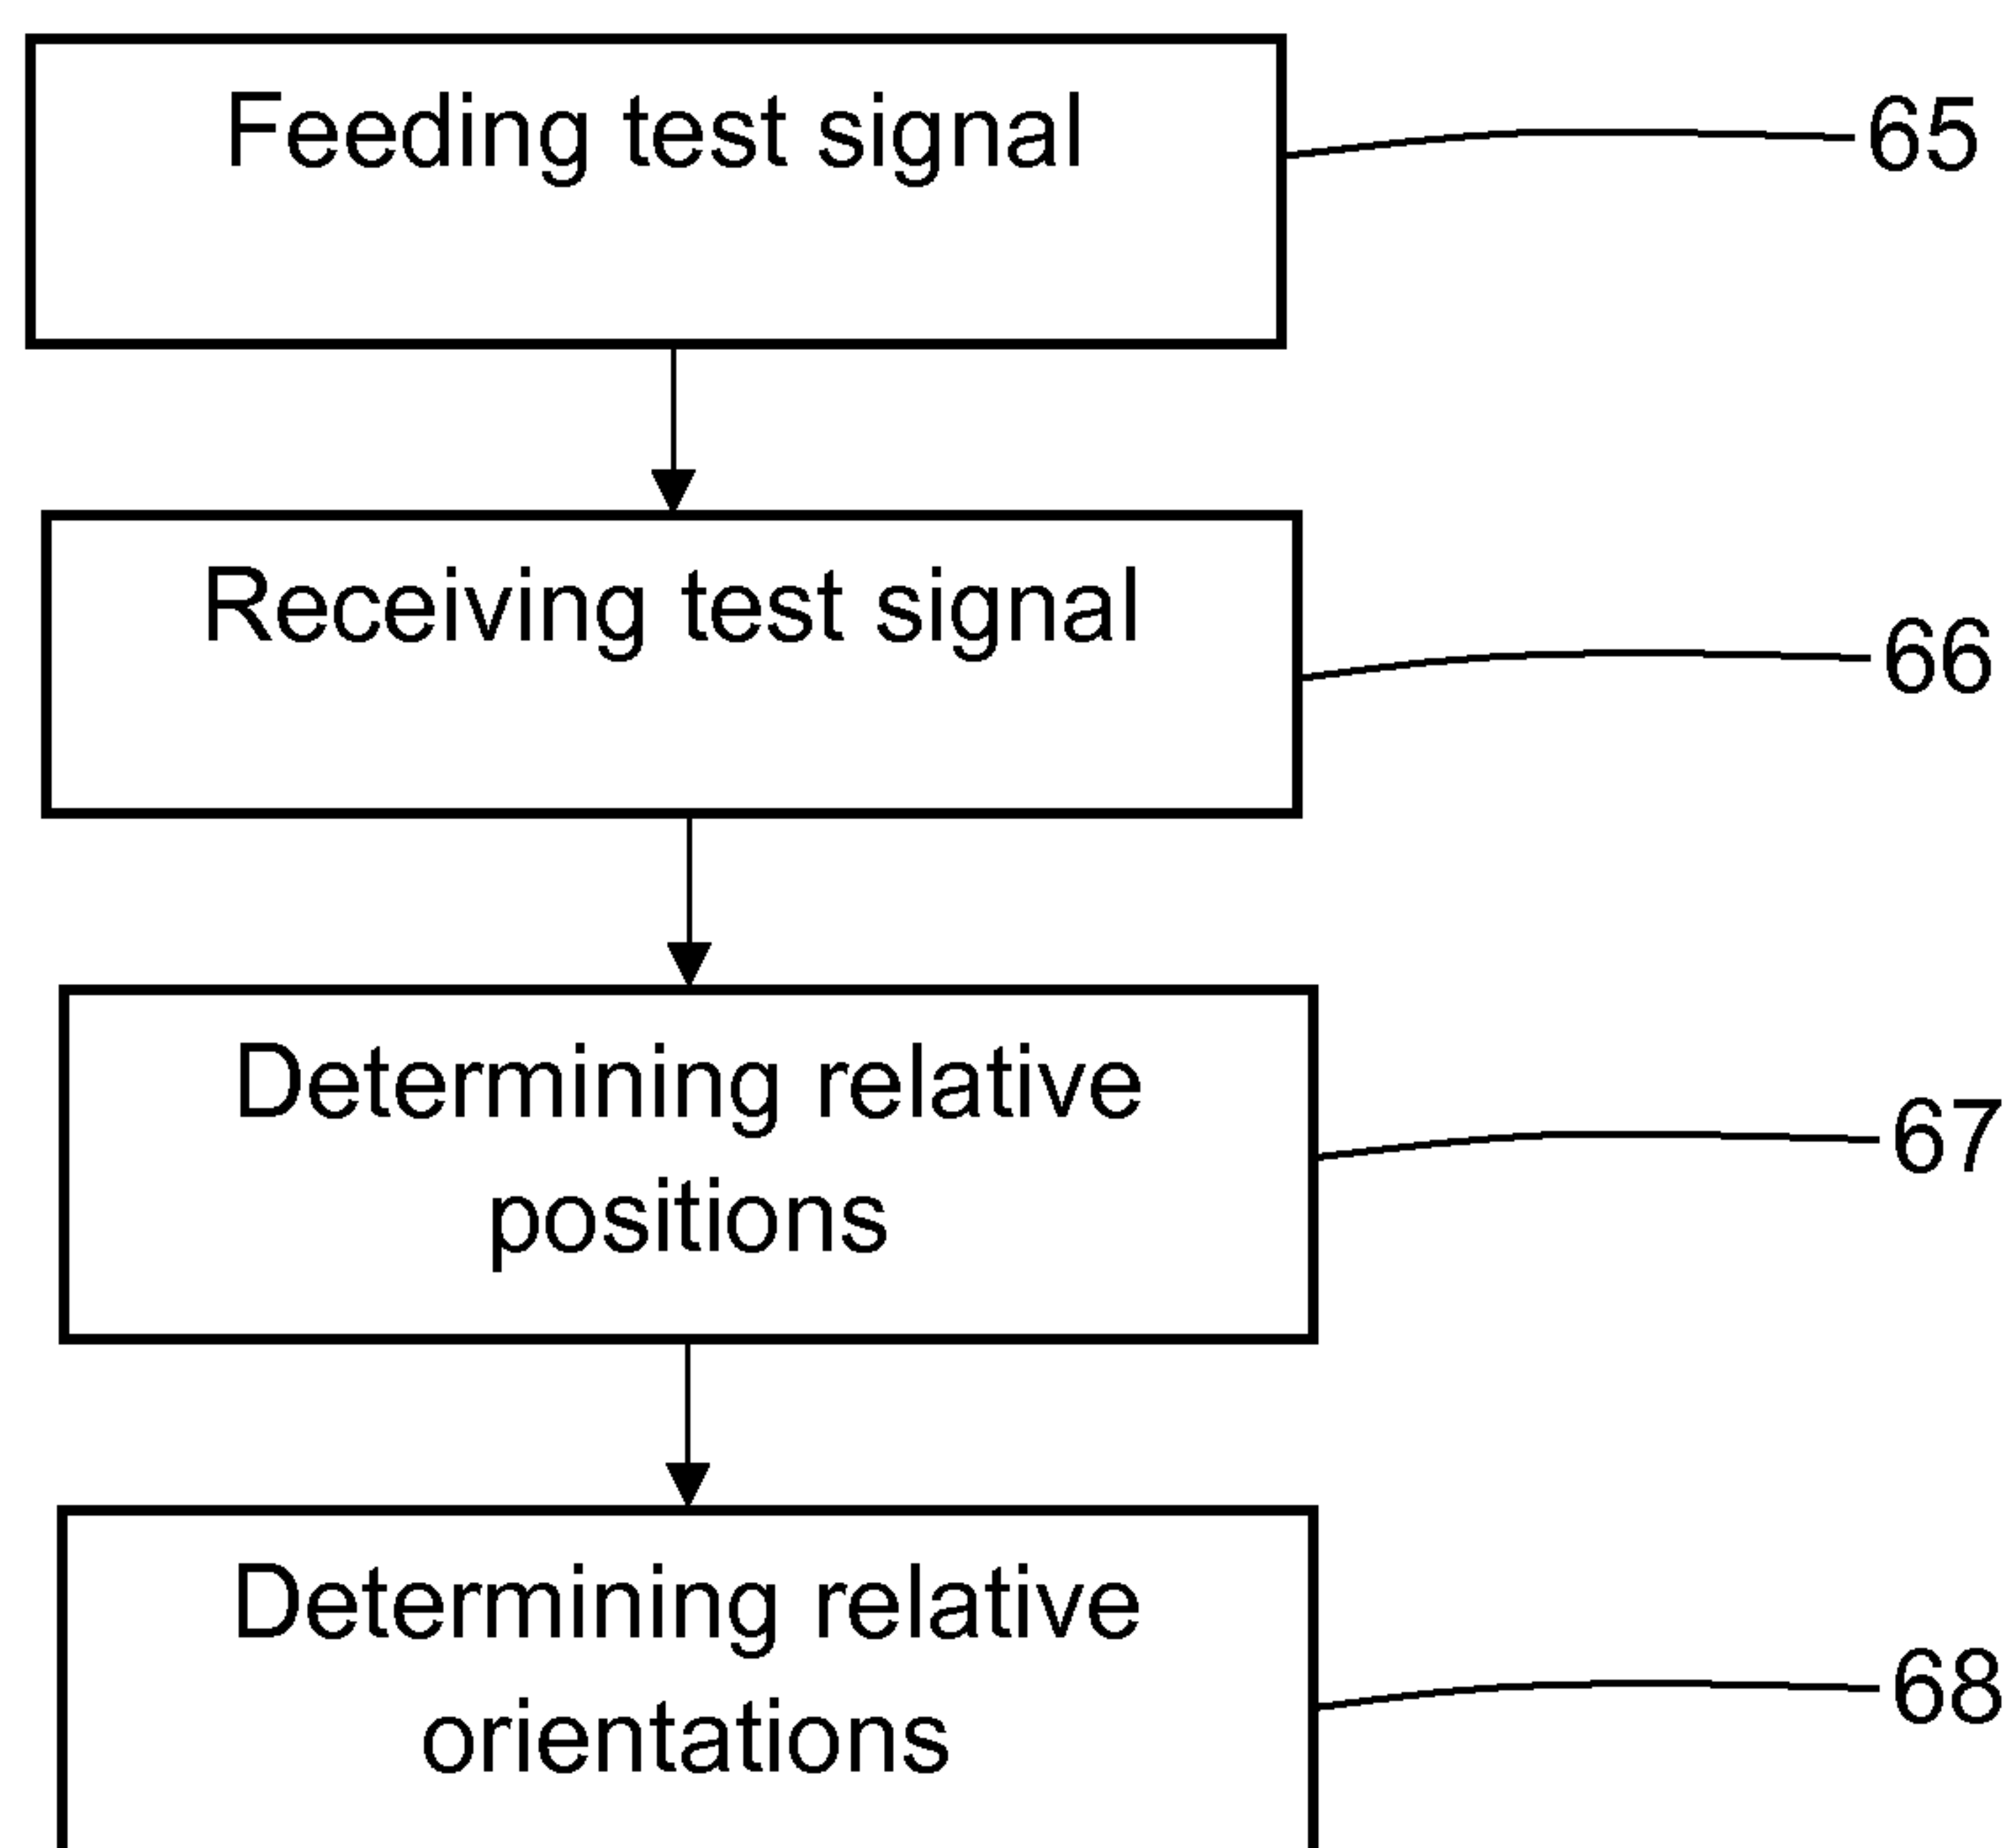 Feeding test signal
65
Receiving test signal
66
Determining relative
positions
67
Determining relative
orientations
68